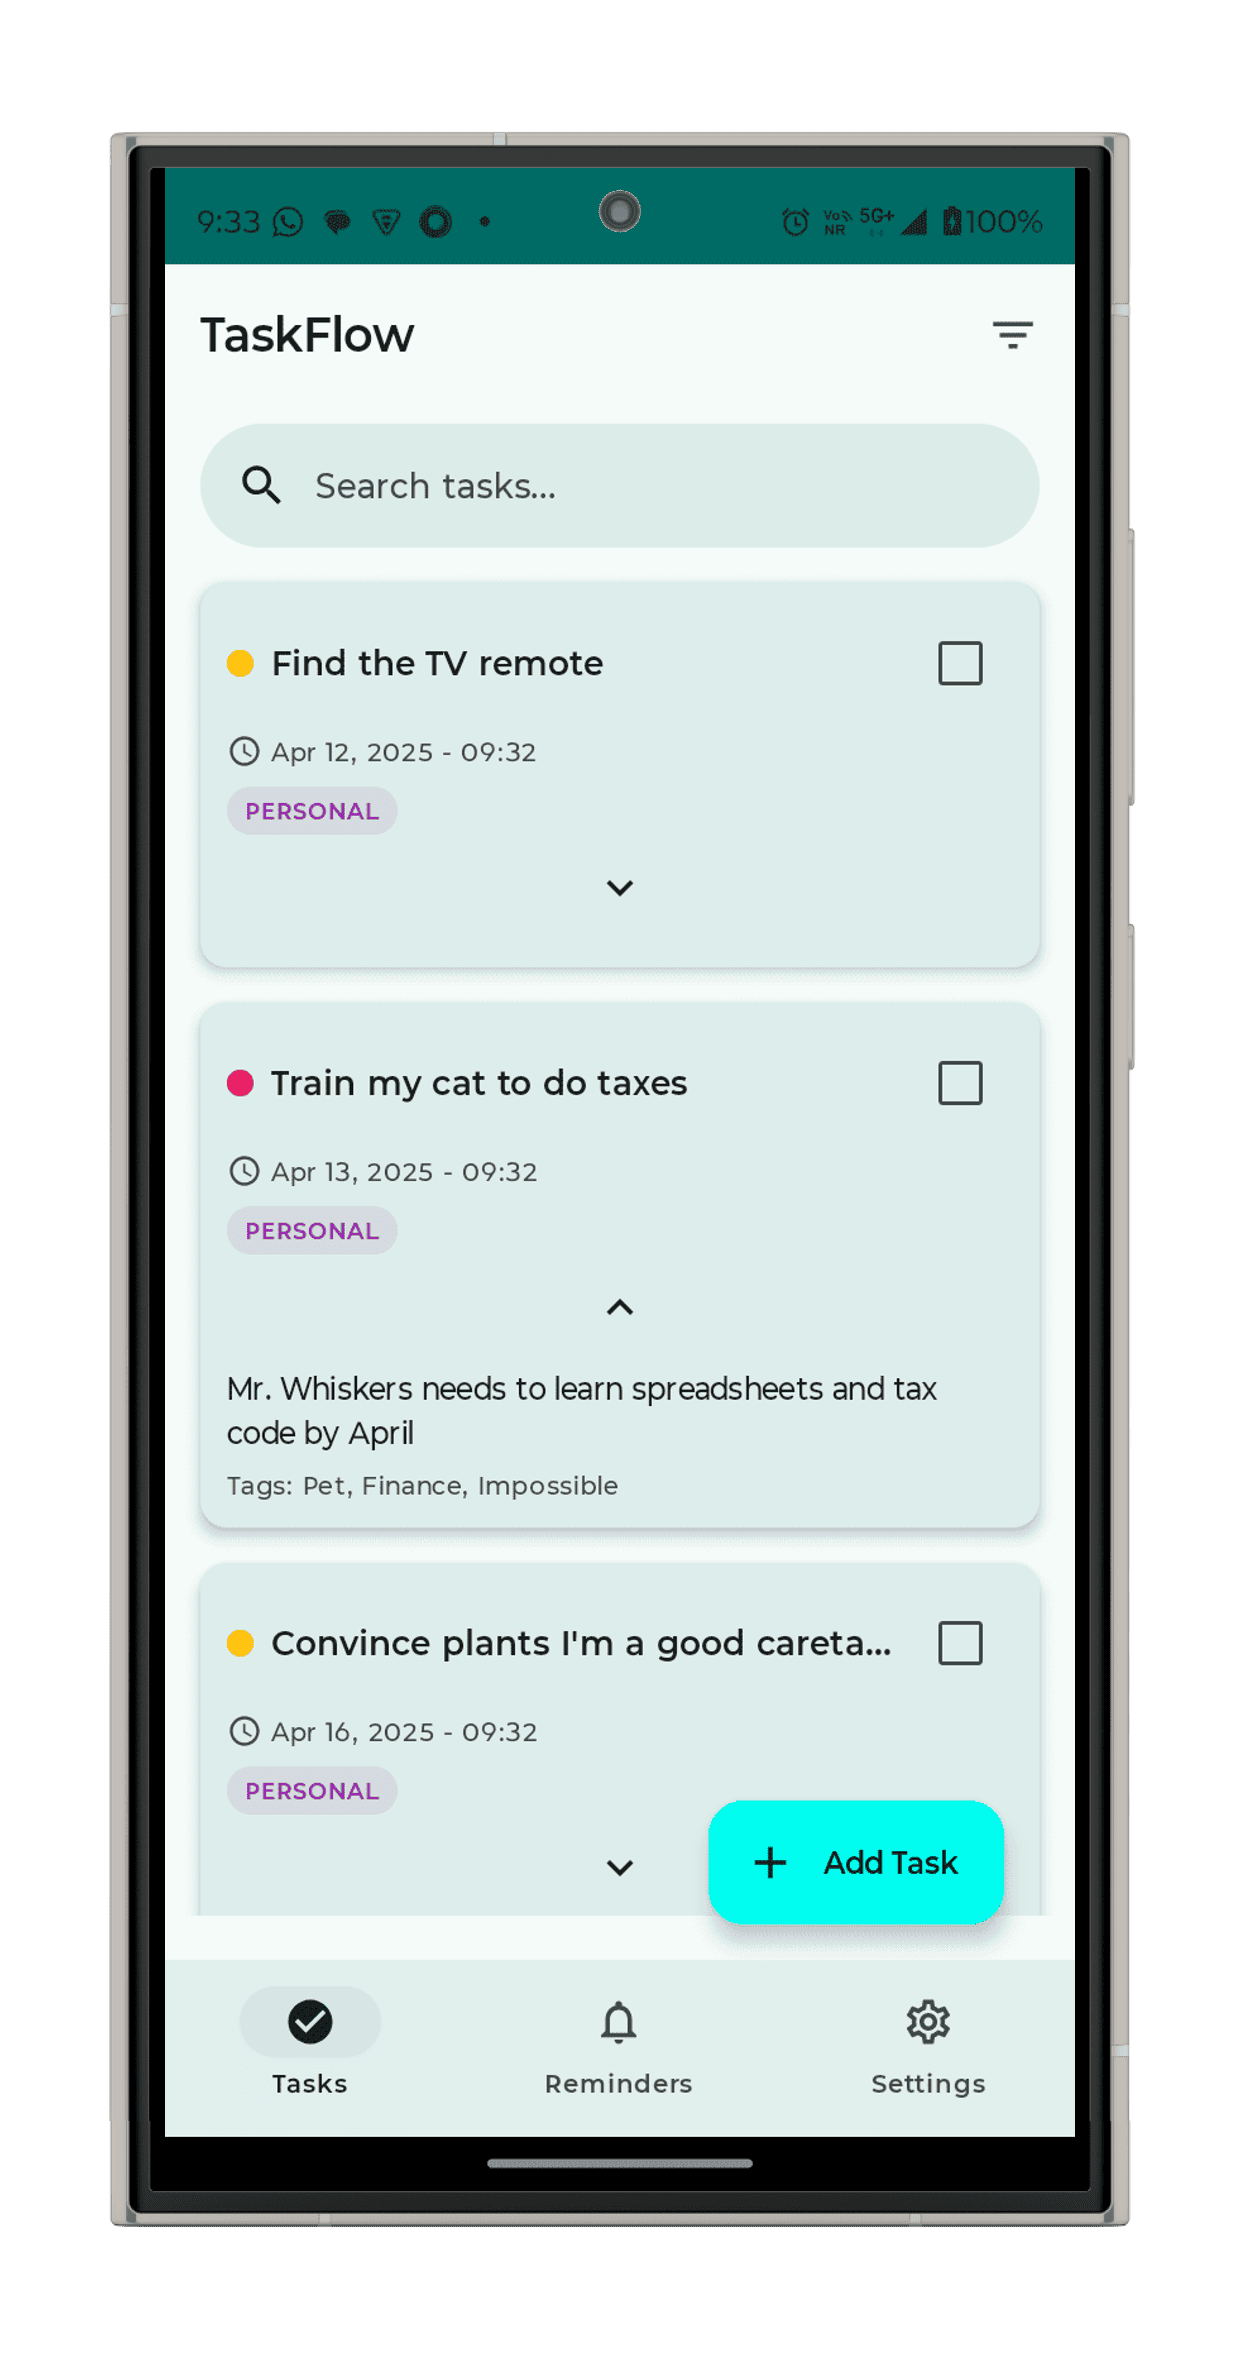 9:33
Vo))
NR
5G+
100%
TaskFlow
Search tasks...
Find the TV remote
Apr 12, 2025 - 09:32
PERSONAL
Train my cat to do taxes
Apr 13, 2025 - 09:32
PERSONAL
Mr. Whiskers needs to learn spreadsheets and tax
code by April
Tags: Pet, Finance, Impossible
Convince plants I'm a good careta...
Apr 16, 2025 - 09:32
PERSONAL
+ Add Task
Tasks
Reminders
Settings